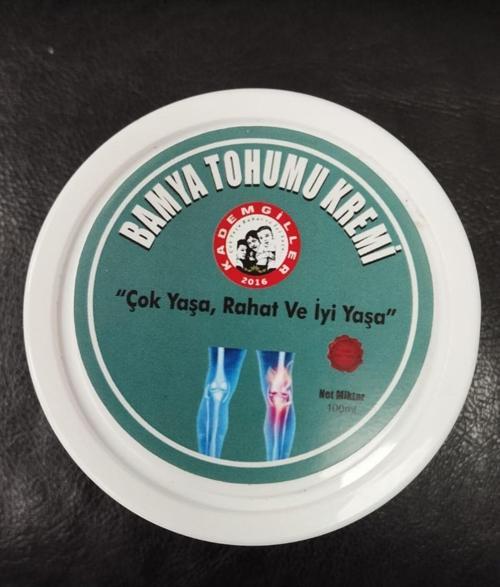 BAMYA TOHUMU KREMİ
KADEMGİLLER
2016
"Çok Yaşa, Rahat Ve İyi Yaşa"
Net Miktar
100ml